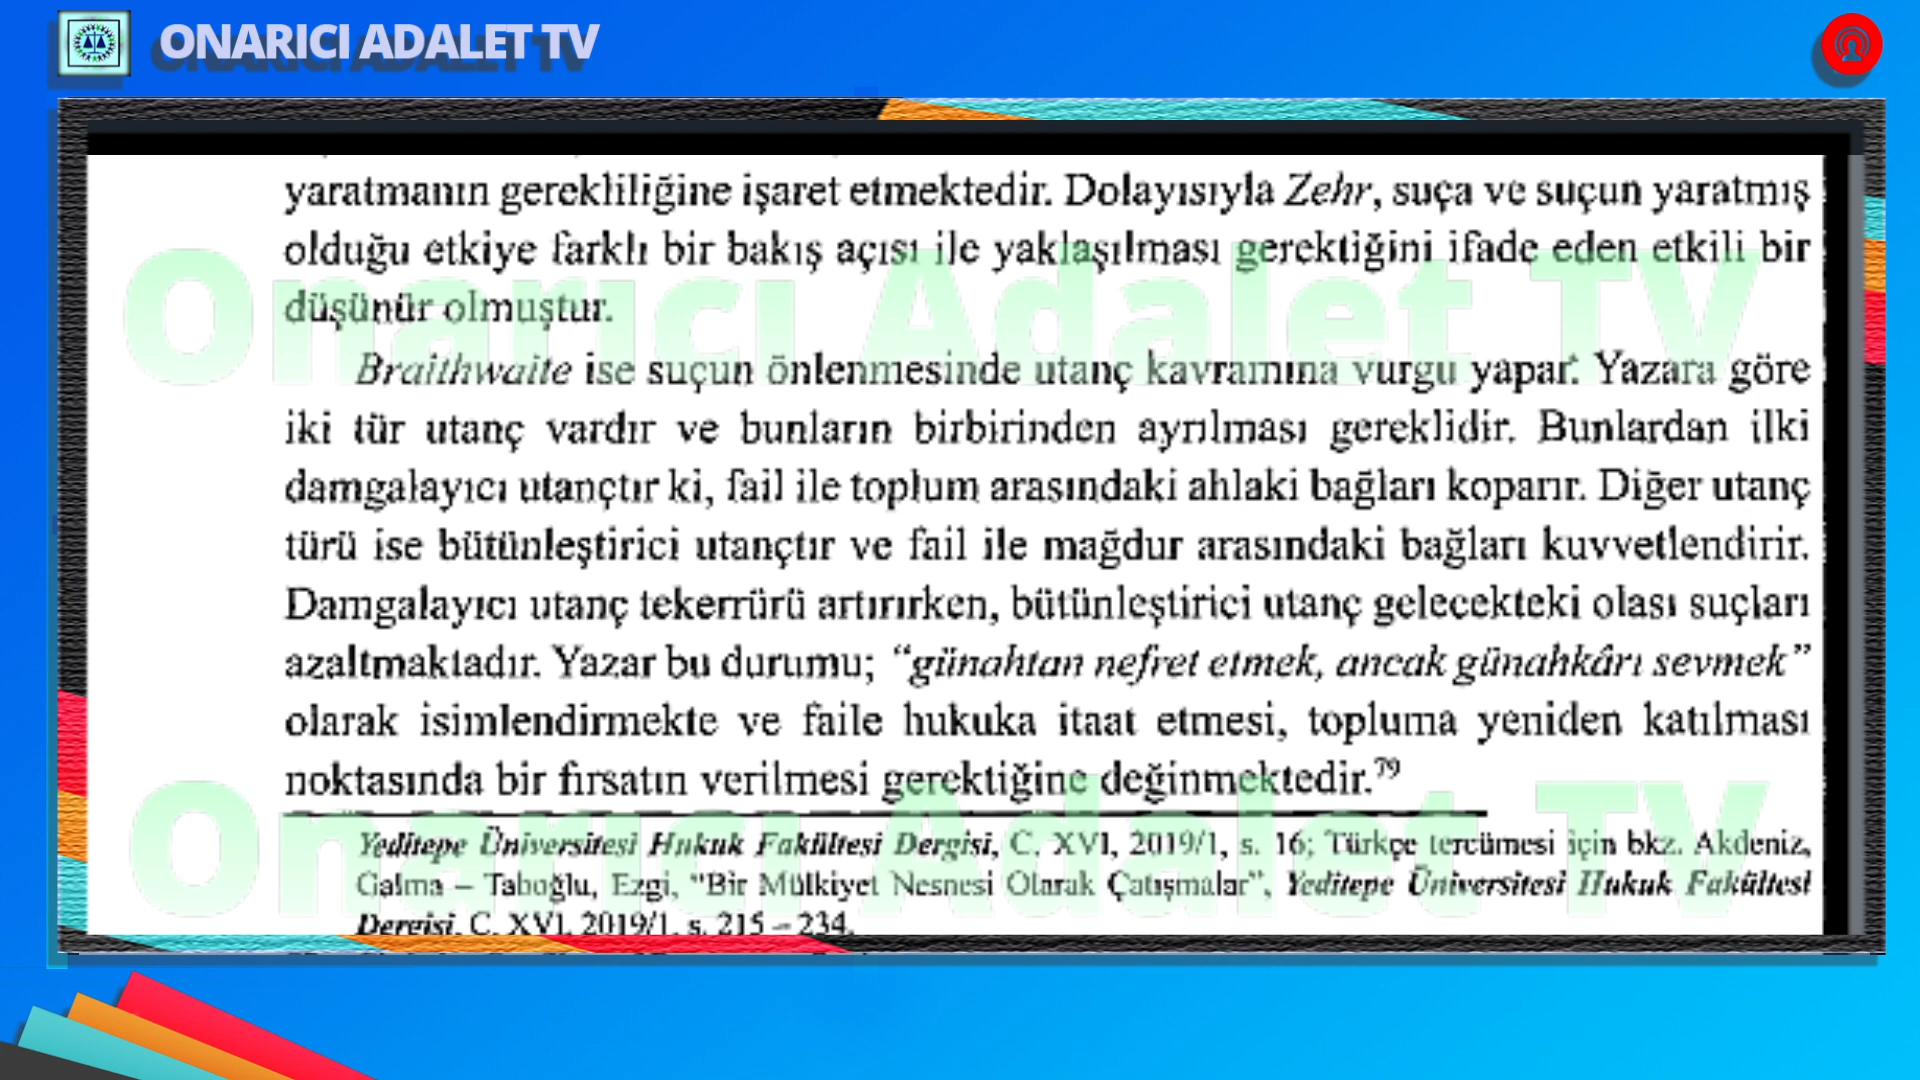 ONARICI ADALET TV
yaratmanın gerekliliğine işaret etmektedir. Dolayısıyla Zehr, suça ve suçun yaratmış
olduğu etkiye farklı bir bakış açısı ile yaklaşılması gerektiğini ifade eden etkili bir
düşünür olmuştur.
Braithwaite ise suçun önlenmesinde utanç kavramına vurgu yapar. Yazara göre
iki tür utanç vardır ve bunların birbirinden ayrılması gereklidir. Bunlardan ilki
damgalayıcı utançtır ki, fail ile toplum arasındaki ahlaki bağları koparır. Diğer utanç
türü ise bütünleştirici utançtır ve fail ile mağdur arasındaki bağları kuvvetlendirir.
Damgalayıcı utanç tekerrürü artırırken, bütünleştirici utanç gelecekteki olası suçları
azaltmaktadır. Yazar bu durumu; “günahtan nefret etmek, ancak günahkârı sevmek”
olarak isimlendirmekte ve faile hukuka itaat etmesi, topluma yeniden katılması
noktasında bir fırsatın verilmesi gerektiğine değinmektedir.79
Yeditepe Üniversitesi Hukuk Fakültesi Dergisi, C. XVI, 2019/1, s. 16; Türkçe tercümesi için bkz. Akdeniz,
Galma – Taboğlu, Ezgi, “Bir Mülkiyet Nesnesi Olarak Çatışmalar”, Yeditepe Üniversitesi Hukuk Fakültesi
Dergisi, C. XVI, 2019/1, s. 215 – 234.
Onarıcı Adalet TV
Onarıcı Adalet TV